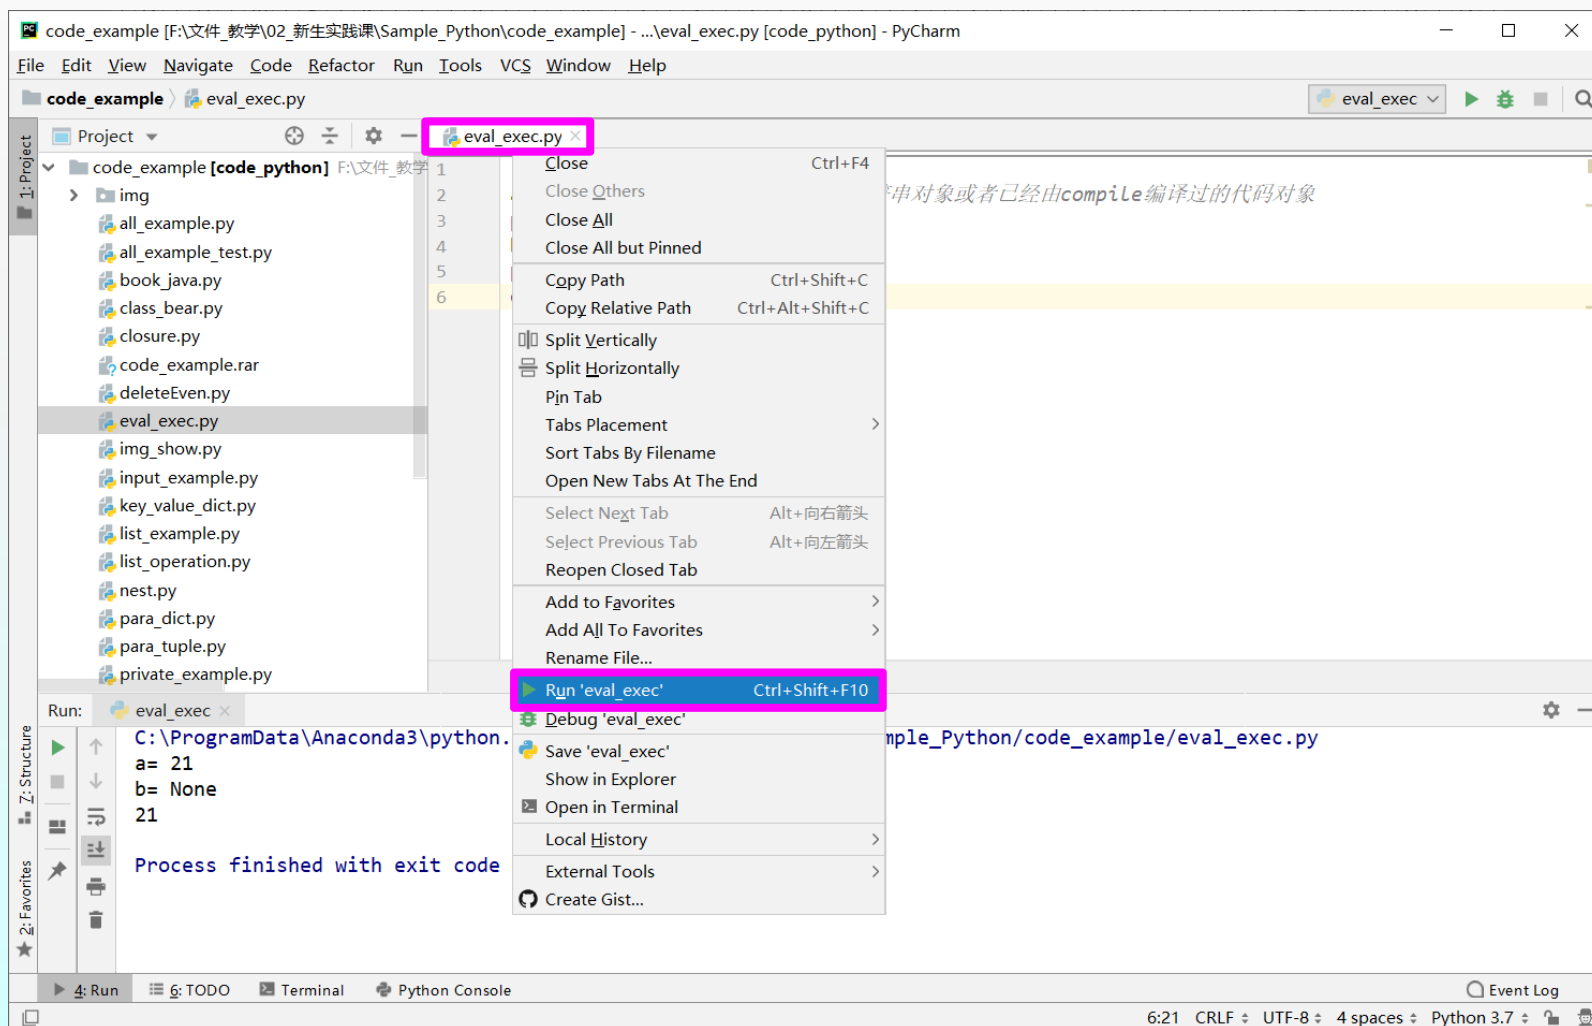 code_example [F:\文件_教学\02_新生实践课\Sample_Python\code_example] - ...\eval_exec.py [code_python] - PyCharm
File Edit View Navigate Code Refactor Run Tools VCS Window Help
code_example eval_exec.py
eval_exec
1: Project
Project
eval_exec.py
code_example [code_python] F:\文件_教学
img
all_example.py
all_example_test.py
book_java.py
class_bear.py
closure.py
code_example.rar
deleteEven.py
eval_exec.py
img_show.py
input_example.py
key_value_dict.py
list_example.py
list_operation.py
nest.py
para_dict.py
para_tuple.py
private_example.py
1
2
3
4
5
6
串对象或者已经由compile编译过的代码对象
Close Ctrl+F4
Close Others
Close All
Close All but Pinned
Copy Path Ctrl+Shift+C
Copy Relative Path Ctrl+Alt+Shift+C
Split Vertically
Split Horizontally
Pin Tab
Tabs Placement
Sort Tabs By Filename
Open New Tabs At The End
Select Next Tab Alt+向右箭头
Select Previous Tab Alt+向左箭头
Reopen Closed Tab
Add to Favorites
Add All To Favorites
Rename File...
Run 'eval_exec' Ctrl+Shift+F10
Debug 'eval_exec'
Save 'eval_exec'
Show in Explorer
Open in Terminal
Local History
External Tools
Create Gist...
Run: eval_exec
C:\ProgramData\Anaconda3\python. mple_Python/code_example/eval_exec.py
a= 21
b= None
21
Process finished with exit code
7: Structure
2: Favorites
4: Run 6: TODO Terminal Python Console Event Log
6:21 CRLF UTF-8 4 spaces Python 3.7